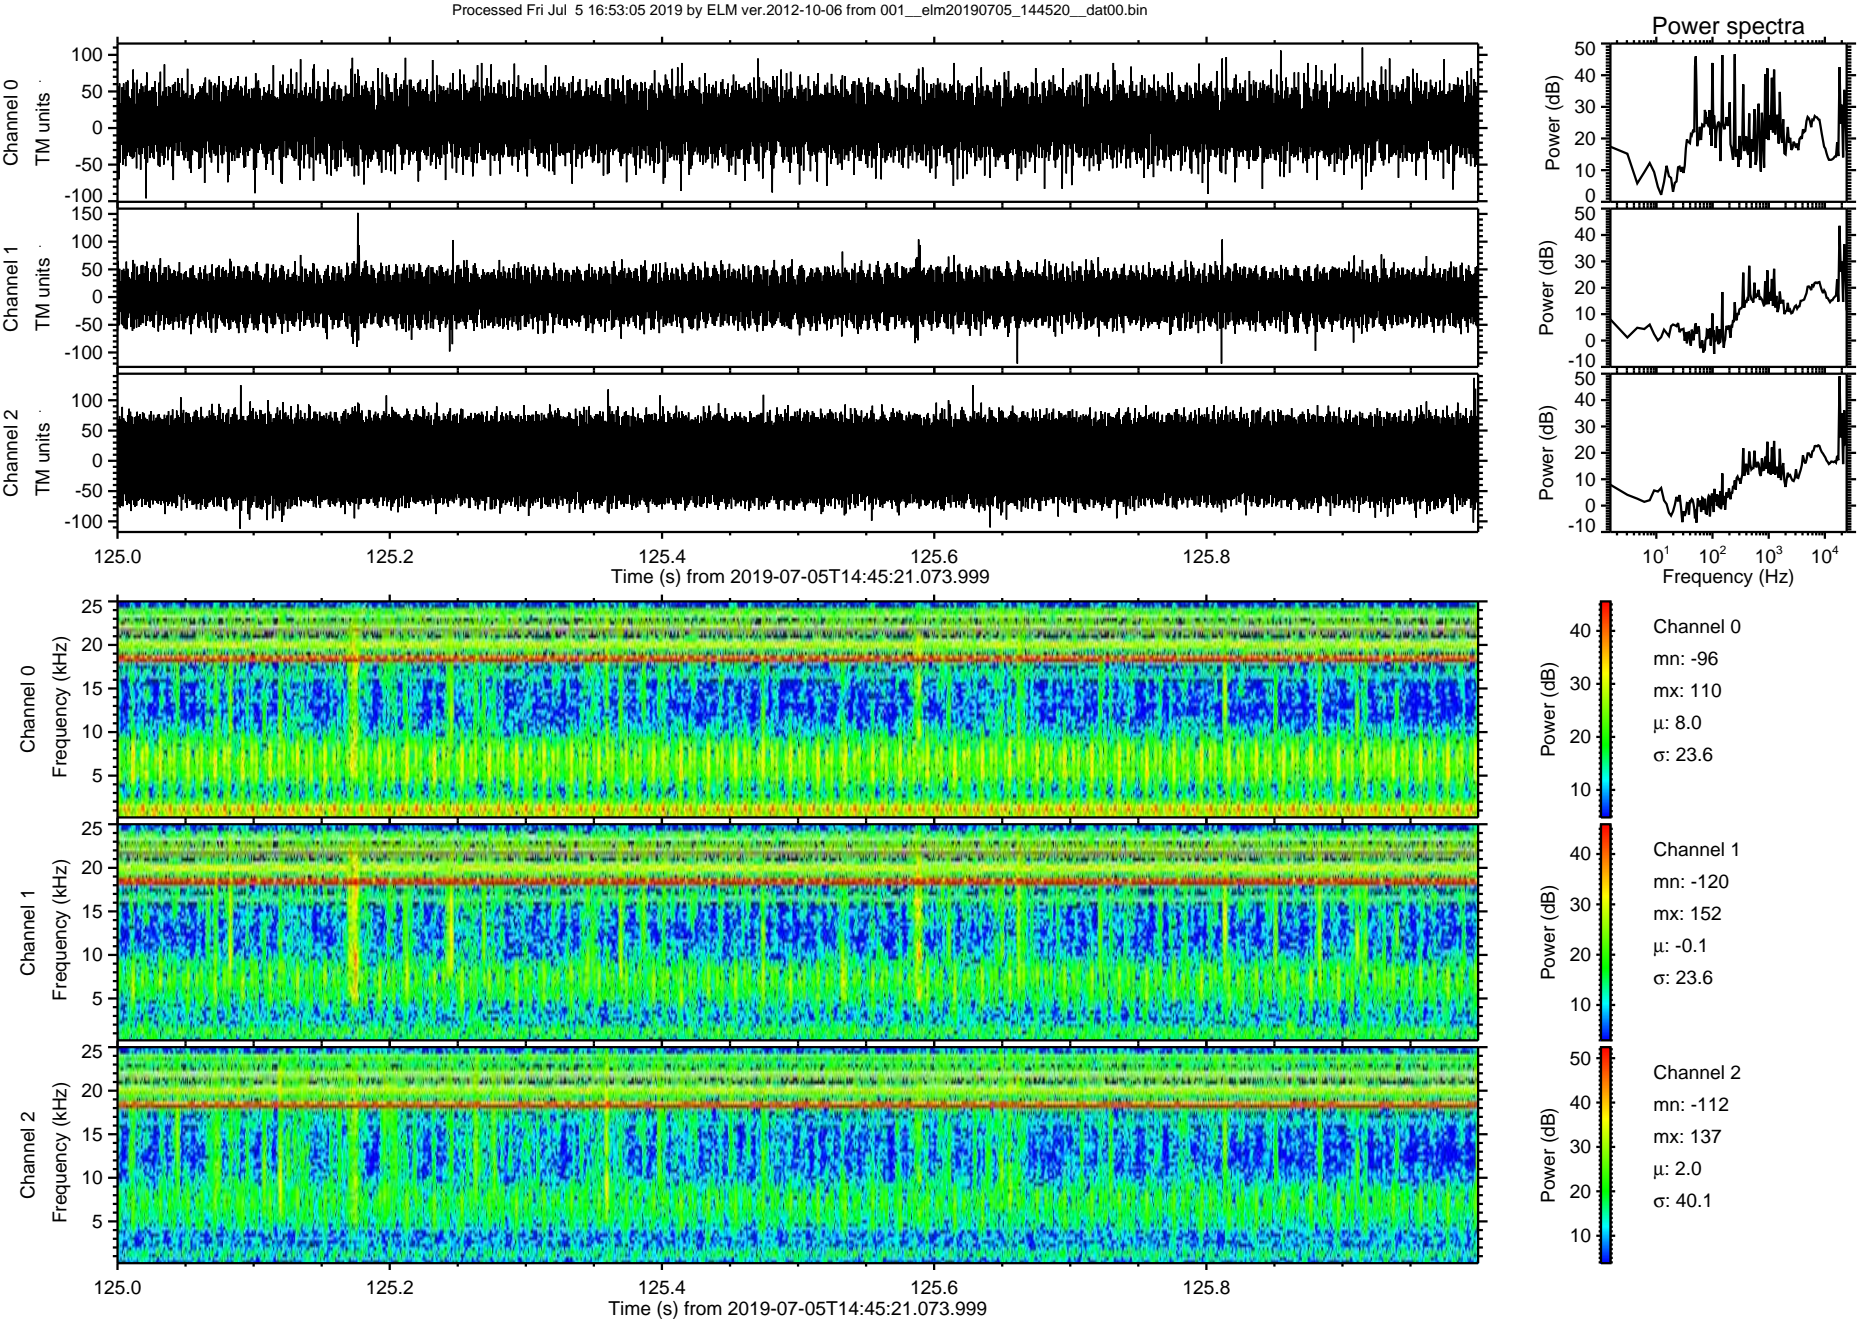 Processed Fri Jul  5 16:53:05 2019 by ELM ver.2012-10-06 from 001__elm20190705_144520__dat00.bin
Power spectra
Channel 0
TM units
100
50
0
-50
-100
Power (dB)
50
40
30
20
10
0
Channel 1
TM units
150
100
50
0
-50
-100
Power (dB)
50
40
30
20
10
0
-10
Channel 2
TM units
100
50
0
-50
-100
Power (dB)
50
40
30
20
10
0
-10
125.0 125.2 125.4 125.6 125.8
Time (s) from 2019-07-05T14:45:21.073.999
10¹ 10² 10³ 10⁴
Frequency (Hz)
Channel 0
Frequency (kHz)
25
20
15
10
5
Power (dB)
40
30
20
10
Channel 0
mn: -96
mx: 110
μ: 8.0
σ: 23.6
Channel 1
Frequency (kHz)
25
20
15
10
5
Power (dB)
40
30
20
10
Channel 1
mn: -120
mx: 152
μ: -0.1
σ: 23.6
Channel 2
Frequency (kHz)
25
20
15
10
5
Power (dB)
50
40
30
20
10
Channel 2
mn: -112
mx: 137
μ: 2.0
σ: 40.1
125.0 125.2 125.4 125.6 125.8
Time (s) from 2019-07-05T14:45:21.073.999